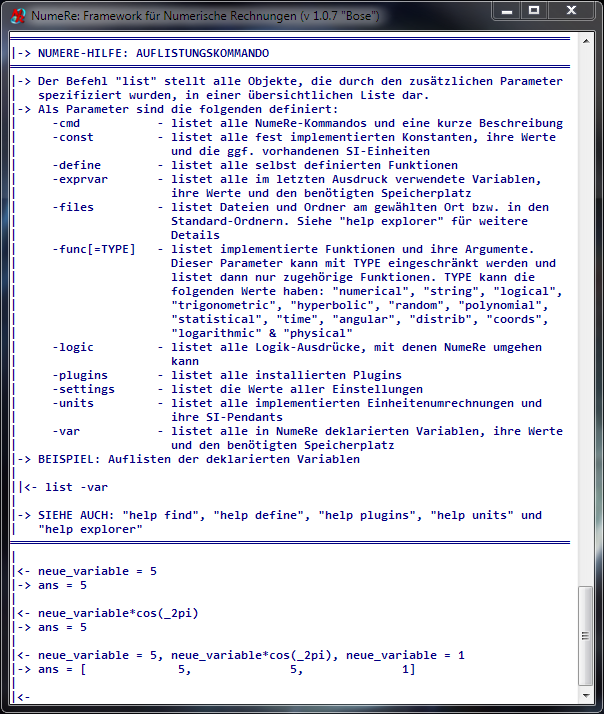 NumeRe: Framework für Numerische Rechnungen (v 1.0.7 "Bose")
|-> NUMERE-HILFE: AUFLISTUNGSKOMMANDO
|-> Der Befehl "list" stellt alle Objekte, die durch den zusätzlichen Parameter
| spezifiziert wurden, in einer übersichtlichen Liste dar.
|-> Als Parameter sind die folgenden definiert:
| -cmd - listet alle NumeRe-Kommandos und eine kurze Beschreibung
| -const - listet alle fest implementierten Konstanten, ihre Werte
| und die ggf. vorhandenen SI-Einheiten
| -define - listet alle selbst definierten Funktionen
| -exprvar - listet alle im letzten Ausdruck verwendete Variablen,
| ihre Werte und den benötigten Speicherplatz
| -files - listet Dateien und Ordner am gewählten Ort bzw. in den
| Standard-Ordnern. Siehe "help explorer" für weitere
| Details
| -func[=TYPE] - listet implementierte Funktionen und ihre Argumente.
| Dieser Parameter kann mit TYPE eingeschränkt werden und
| listet dann nur zugehörige Funktionen. TYPE kann die
| folgenden Werte haben: "numerical", "string", "logical",
| "trigonometric", "hyperbolic", "random", "polynomial",
| "statistical", "time", "angular", "distrib", "coords",
| "logarithmic" & "physical"
| -logic - listet alle Logik-Ausdrücke, mit denen NumeRe umgehen
| kann
| -plugins - listet alle installierten Plugins
| -settings - listet die Werte aller Einstellungen
| -units - listet alle implementierten Einheitenumrechnungen und
| ihre SI-Pendants
| -var - listet alle in NumeRe deklarierten Variablen, ihre Werte
| und den benötigten Speicherplatz
|-> BEISPIEL: Auflisten der deklarierten Variablen
|
||<- list -var
|
|-> SIEHE AUCH: "help find", "help define", "help plugins", "help units" und
| "help explorer"
|
|<- neue_variable = 5
|-> ans = 5
|
|<- neue_variable*cos(_2pi)
|-> ans = 5
|
|<- neue_variable = 5, neue_variable*cos(_2pi), neue_variable = 1
|-> ans = [ 5, 5, 1]
|
|<-